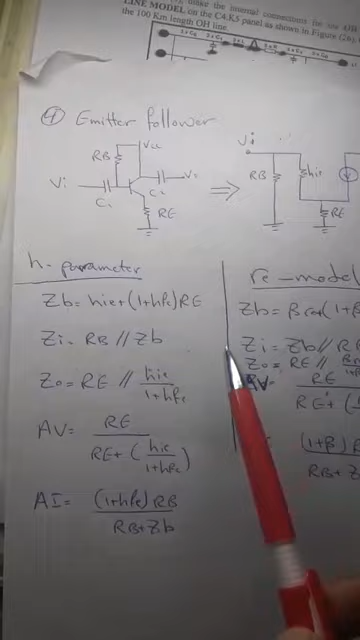 LINE MODEL on the C4.K5 panel as shown in Figure (2b),
the 100 Km length OH line.
④ Emitter follower
Vcc
RB
Vi
C1
C2
RE
⇒
Vi
RB
hie
RE
h-parameter
Zb = hie+(1+hfe)RE
Zi = RB // Zb
Zo = RE // hie / 1+hfe
AV = RE / RE + (hie / 1+hfe)
AI = (1+hfe) RB / RB+Zb
re-model
Zb = βre+(1+β
Zi = Zb // R
Zo = RE //
AV = RE / RE + (
(1+β) R / RB + Z